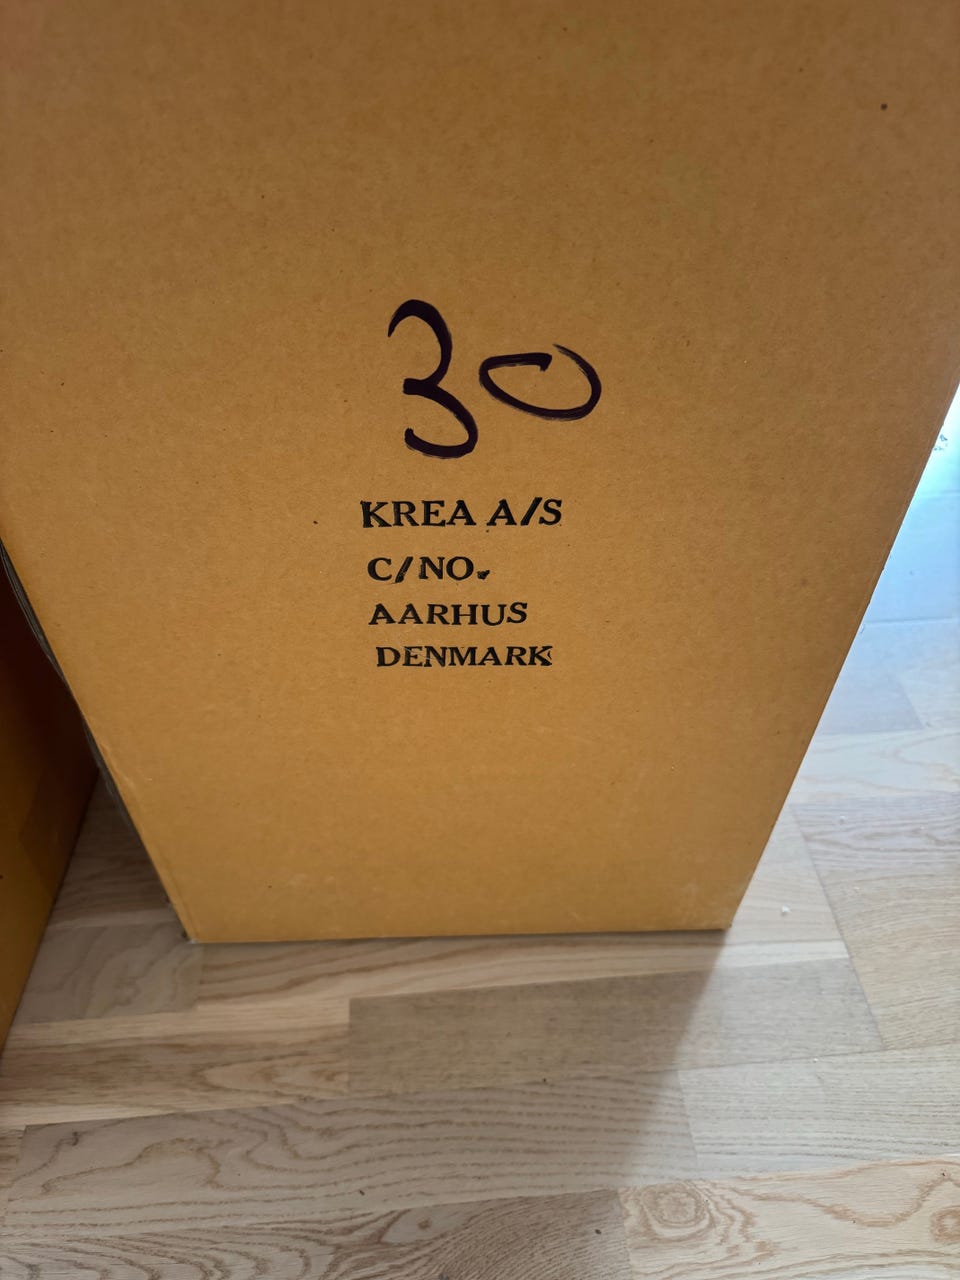 30
KREA A/S
C/NO.
AARHUS
DENMARK